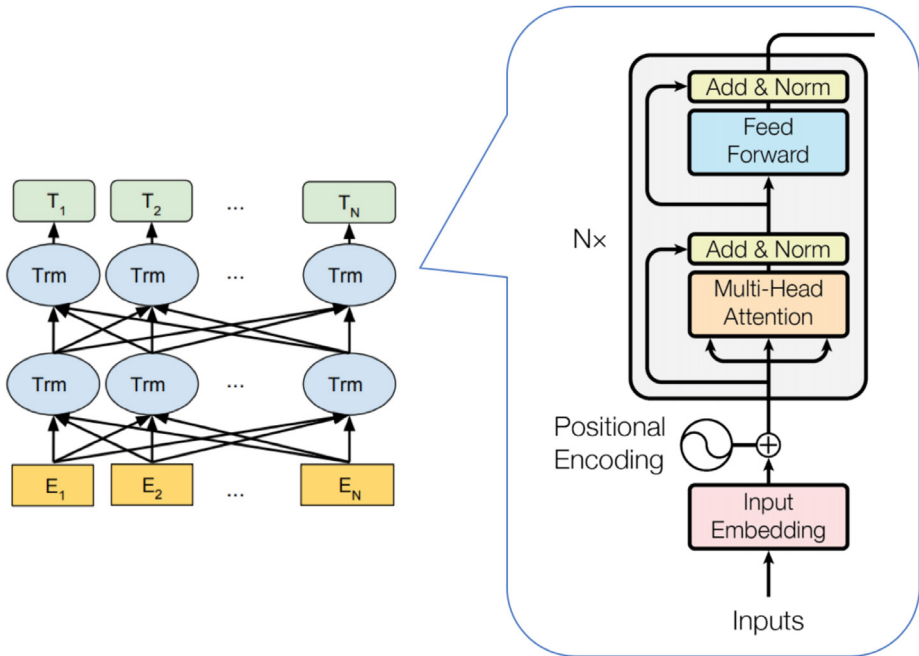 T1 T2 ... TN
Trm Trm ... Trm
Trm Trm ... Trm
E1 E2 ... EN
Add & Norm
Feed
Forward
N×
Add & Norm
Multi-Head
Attention
Positional
Encoding
Input
Embedding
Inputs